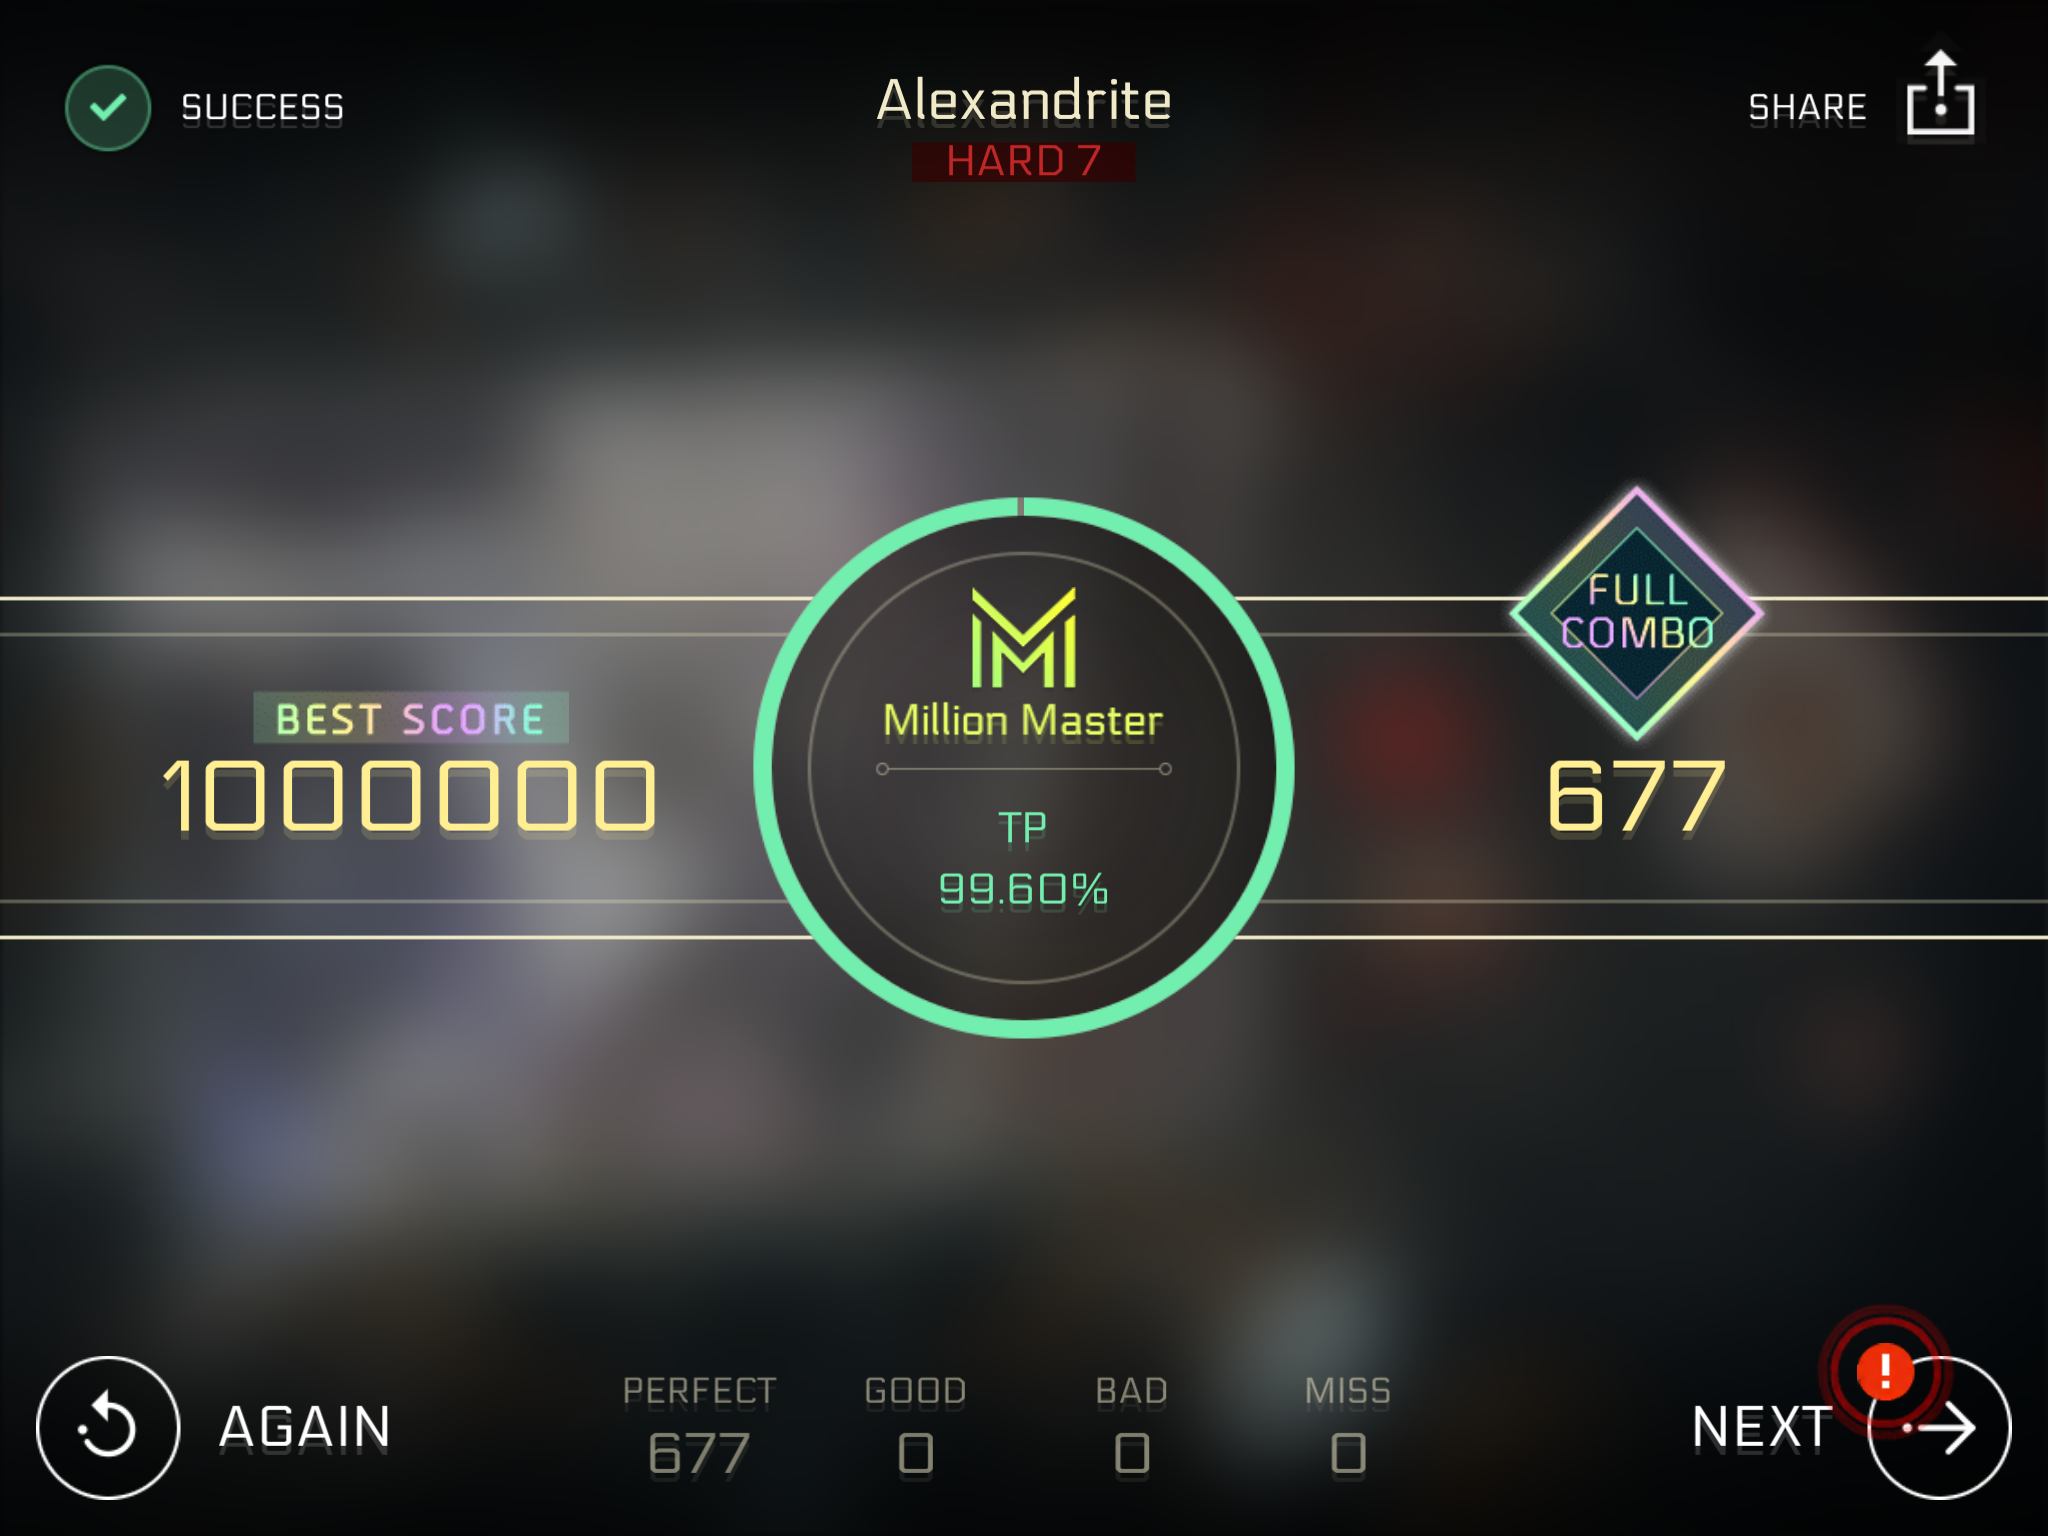 SUCCESS
Alexandrite
HARD 7
SHARE
FULL
COMBO
BEST SCORE
1000000
Million Master
TP
99.60%
677
AGAIN
PERFECT
677
GOOD
0
BAD
0
MISS
0
NEXT
!